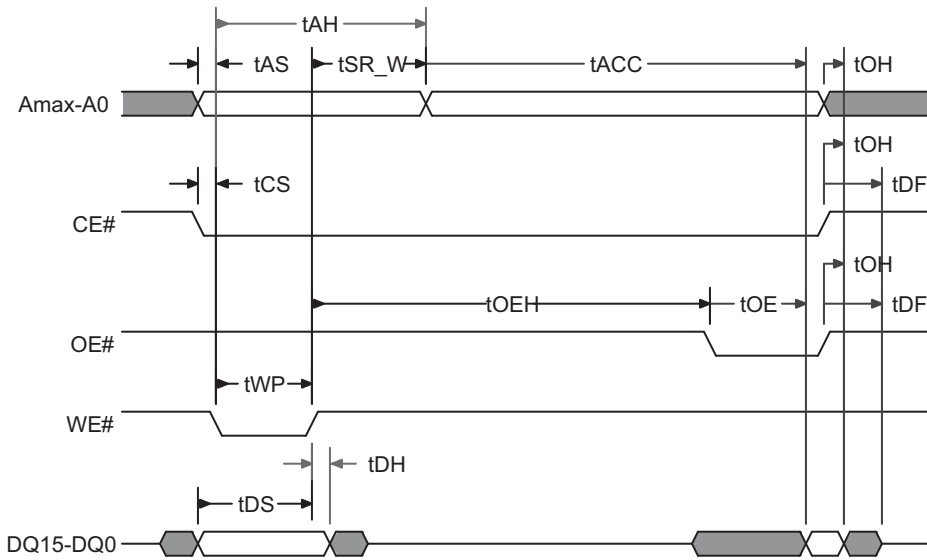 tAH
tAS tSR_W tACC tOH
Amax-A0
tOH
tCS tDF
CE#
tOH
tOEH tOE tDF
OE#
tWP
WE#
tDH
tDS
DQ15-DQ0